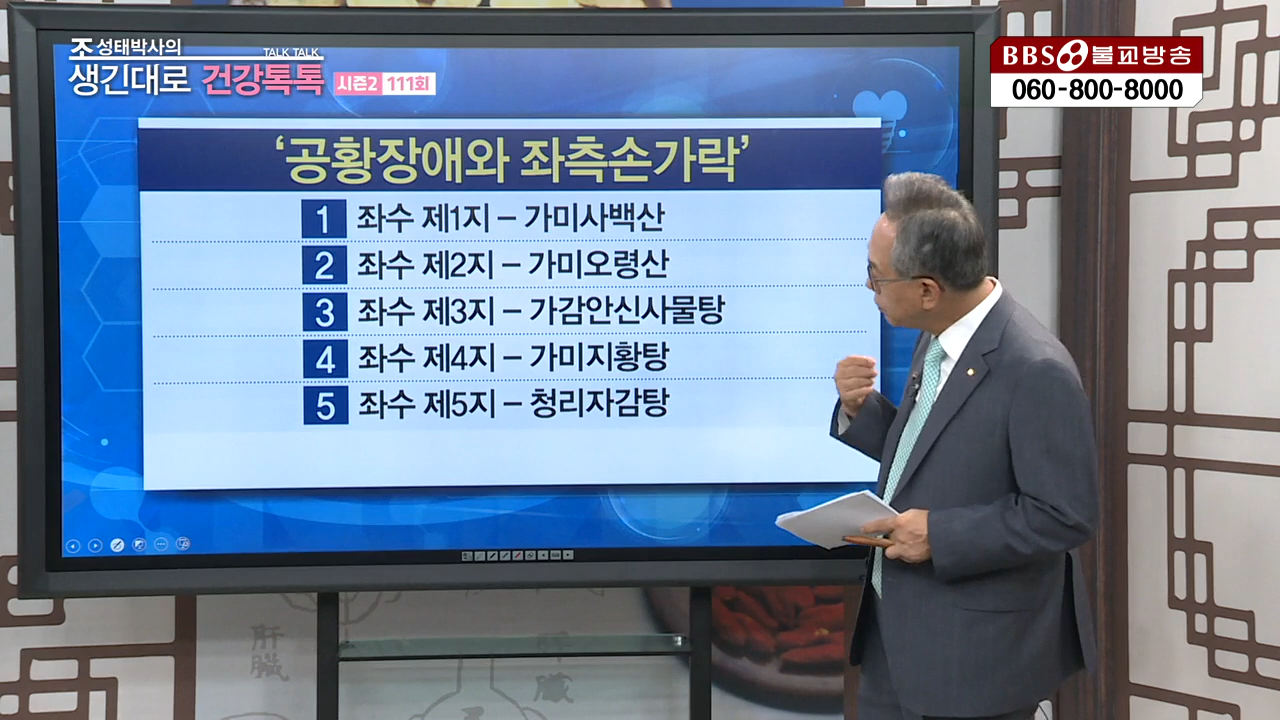 조성태박사의
TALK TALK
생긴대로 건강톡톡 시즌2 111회
BBS 불교방송
060-800-8000
‘공황장애와 좌측손가락’
1 좌수 제1지 – 가미사백산
2 좌수 제2지 – 가미오령산
3 좌수 제3지 – 가감안신사물탕
4 좌수 제4지 – 가미지황탕
5 좌수 제5지 – 청리자감탕
肝臟
臟